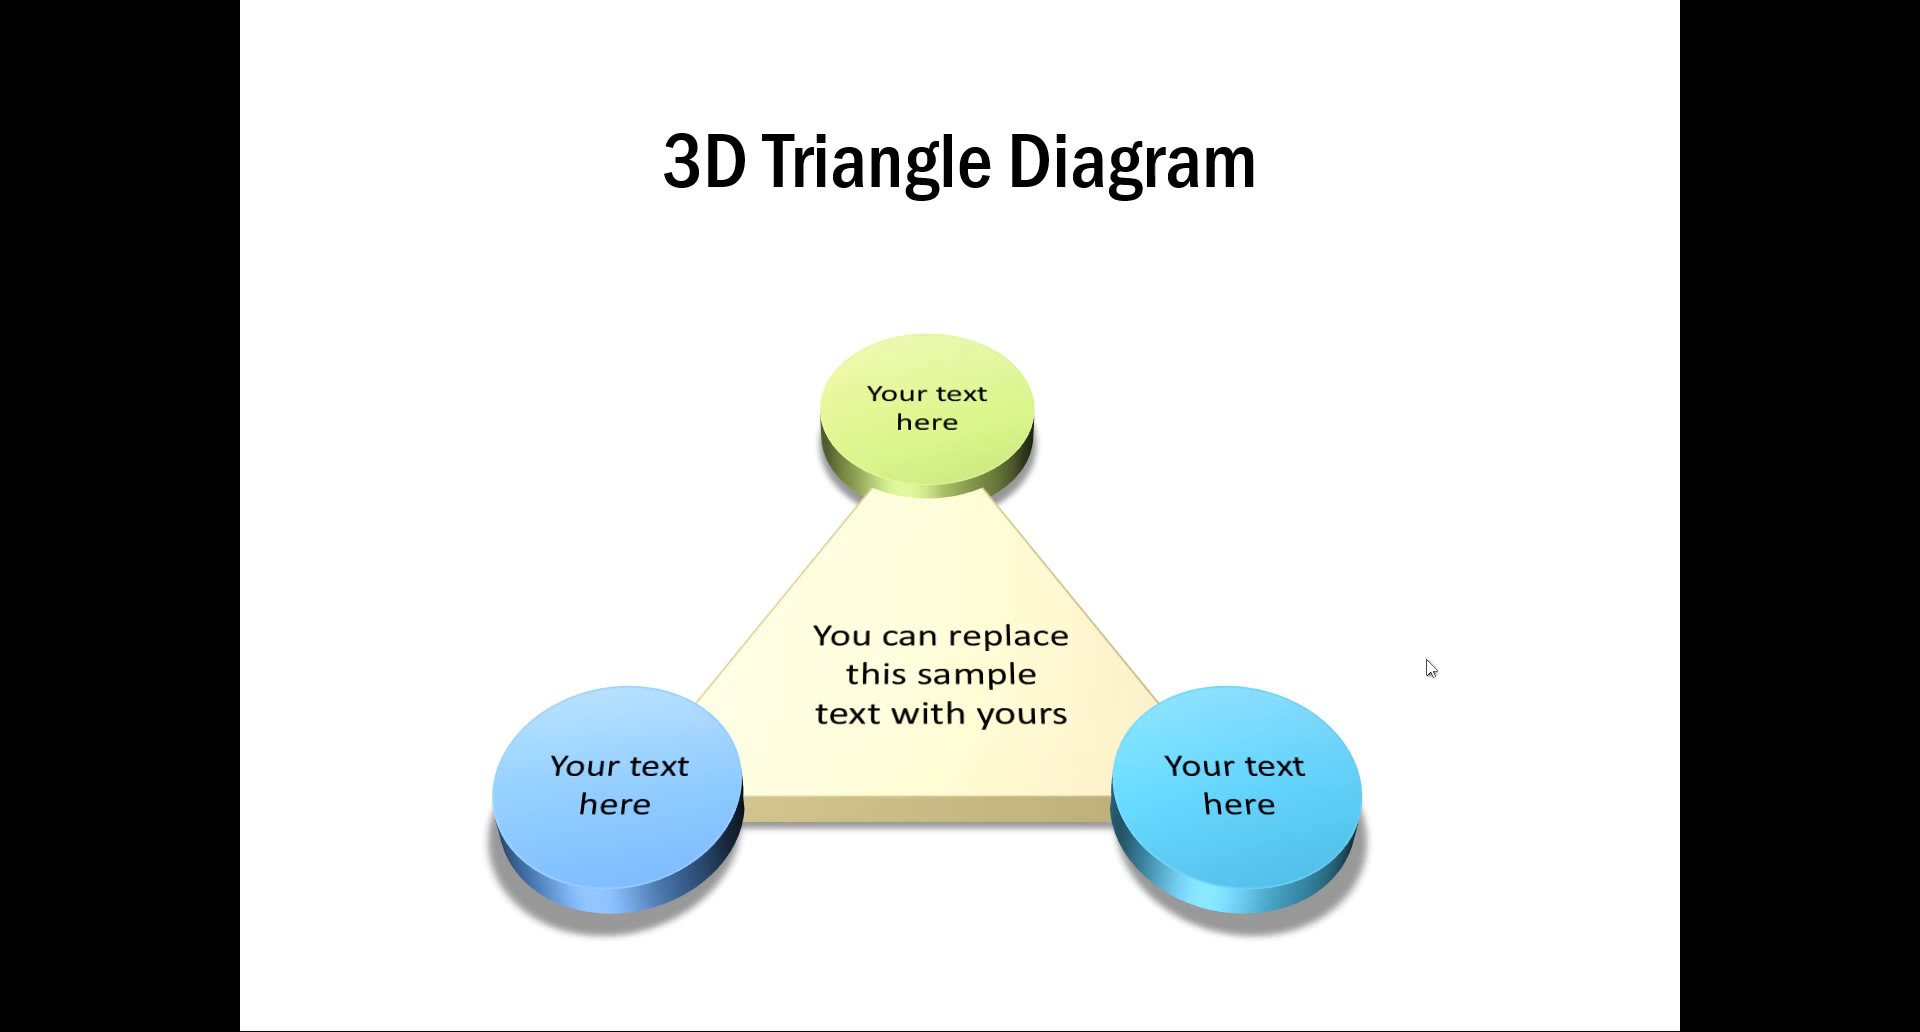 3D Triangle Diagram
Your text
here
You can replace
this sample
text with yours
Your text
here
Your text
here